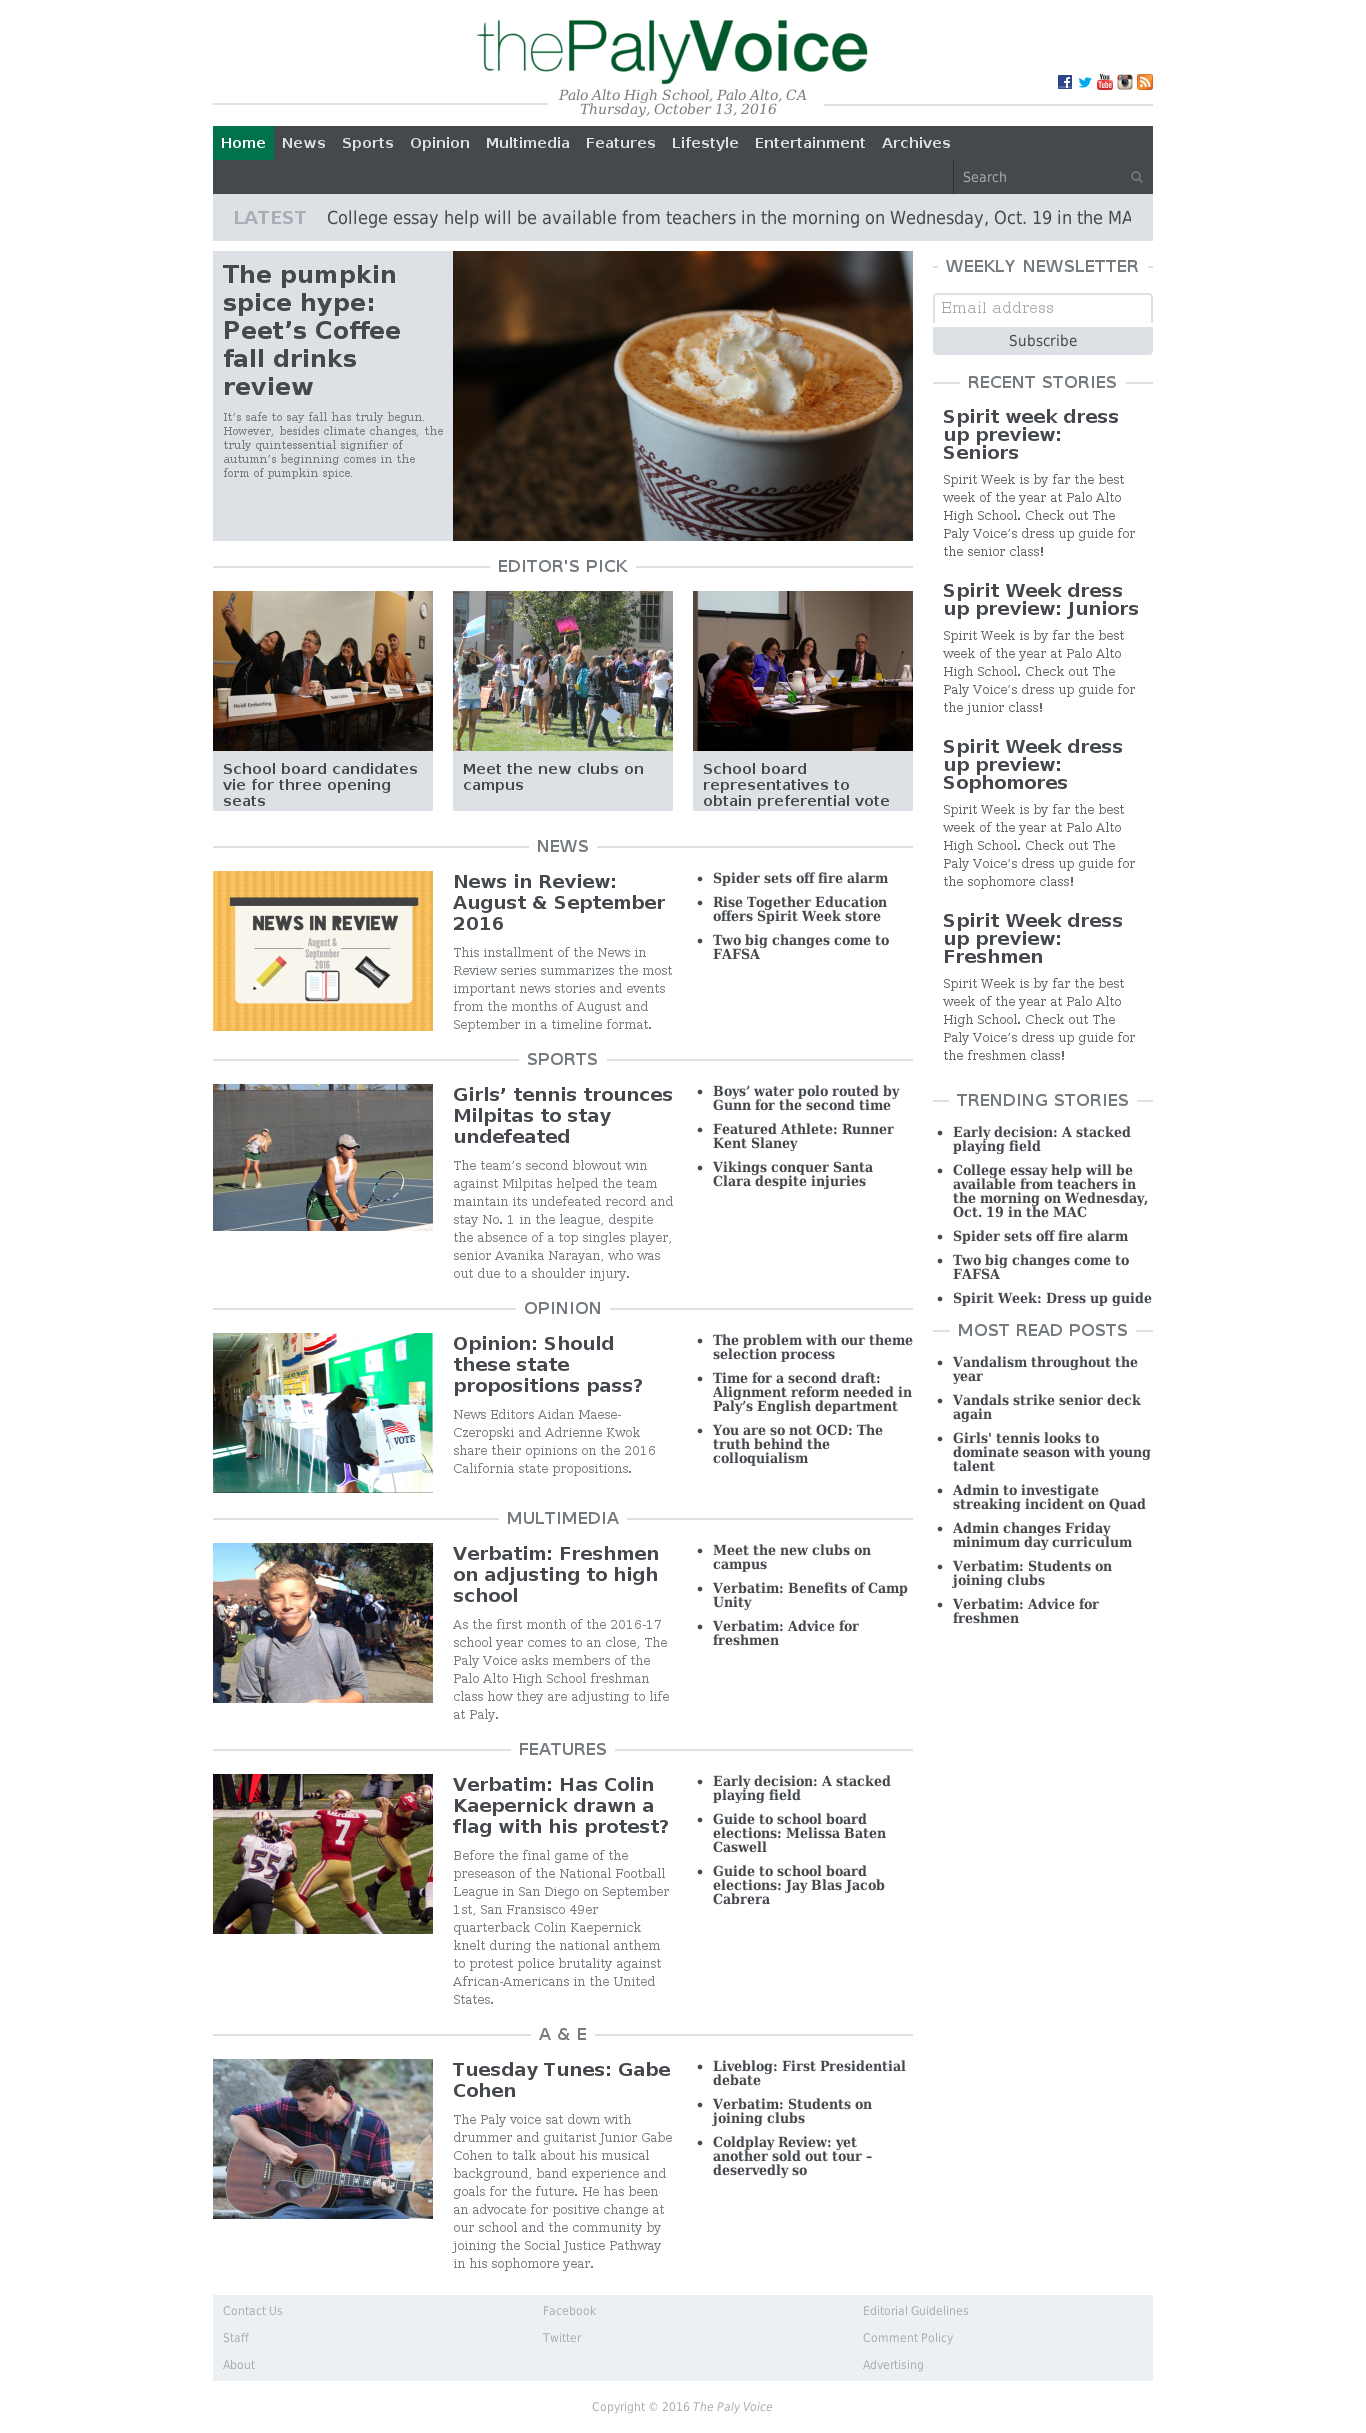 thePalyVoice
Palo Alto High School, Palo Alto, CA
Thursday, October 13, 2016
Home News Sports Opinion Multimedia Features Lifestyle Entertainment Archives
Search
LATEST College essay help will be available from teachers in the morning on Wednesday, Oct. 19 in the MA
The pumpkin
spice hype:
Peet’s Coffee
fall drinks
review
It’s safe to say fall has truly begun.
However, besides climate changes, the
truly quintessential signifier of
autumn’s beginning comes in the
form of pumpkin spice.
EDITOR'S PICK
Heidi Emberling
School board candidates
vie for three opening
seats
Meet the new clubs on
campus
School board
representatives to
obtain preferential vote
NEWS
NEWS IN REVIEW
August &
September
2016
News in Review:
August & September
2016
This installment of the News in
Review series summarizes the most
important news stories and events
from the months of August and
September in a timeline format.
Spider sets off fire alarm
Rise Together Education
offers Spirit Week store
Two big changes come to
FAFSA
SPORTS
Girls’ tennis trounces
Milpitas to stay
undefeated
The team’s second blowout win
against Milpitas helped the team
maintain its undefeated record and
stay No. 1 in the league, despite
the absence of a top singles player,
senior Avanika Narayan, who was
out due to a shoulder injury.
Boys’ water polo routed by
Gunn for the second time
Featured Athlete: Runner
Kent Slaney
Vikings conquer Santa
Clara despite injuries
OPINION
VOTE
Opinion: Should
these state
propositions pass?
News Editors Aidan Maese-
Czeropski and Adrienne Kwok
share their opinions on the 2016
California state propositions.
The problem with our theme
selection process
Time for a second draft:
Alignment reform needed in
Paly’s English department
You are so not OCD: The
truth behind the
colloquialism
MULTIMEDIA
Verbatim: Freshmen
on adjusting to high
school
As the first month of the 2016-17
school year comes to an close, The
Paly Voice asks members of the
Palo Alto High School freshman
class how they are adjusting to life
at Paly.
Meet the new clubs on
campus
Verbatim: Benefits of Camp
Unity
Verbatim: Advice for
freshmen
FEATURES
7
SUGGS
55
Verbatim: Has Colin
Kaepernick drawn a
flag with his protest?
Before the final game of the
preseason of the National Football
League in San Diego on September
1st, San Fransisco 49er
quarterback Colin Kaepernick
knelt during the national anthem
to protest police brutality against
African-Americans in the United
States.
Early decision: A stacked
playing field
Guide to school board
elections: Melissa Baten
Caswell
Guide to school board
elections: Jay Blas Jacob
Cabrera
A & E
Tuesday Tunes: Gabe
Cohen
The Paly voice sat down with
drummer and guitarist Junior Gabe
Cohen to talk about his musical
background, band experience and
goals for the future. He has been
an advocate for positive change at
our school and the community by
joining the Social Justice Pathway
in his sophomore year.
Liveblog: First Presidential
debate
Verbatim: Students on
joining clubs
Coldplay Review: yet
another sold out tour –
deservedly so
WEEKLY NEWSLETTER
Email address
Subscribe
RECENT STORIES
Spirit week dress
up preview:
Seniors
Spirit Week is by far the best
week of the year at Palo Alto
High School. Check out The
Paly Voice’s dress up guide for
the senior class!
Spirit Week dress
up preview: Juniors
Spirit Week is by far the best
week of the year at Palo Alto
High School. Check out The
Paly Voice’s dress up guide for
the junior class!
Spirit Week dress
up preview:
Sophomores
Spirit Week is by far the best
week of the year at Palo Alto
High School. Check out The
Paly Voice’s dress up guide for
the sophomore class!
Spirit Week dress
up preview:
Freshmen
Spirit Week is by far the best
week of the year at Palo Alto
High School. Check out The
Paly Voice’s dress up guide for
the freshmen class!
TRENDING STORIES
Early decision: A stacked
playing field
College essay help will be
available from teachers in
the morning on Wednesday,
Oct. 19 in the MAC
Spider sets off fire alarm
Two big changes come to
FAFSA
Spirit Week: Dress up guide
MOST READ POSTS
Vandalism throughout the
year
Vandals strike senior deck
again
Girls' tennis looks to
dominate season with young
talent
Admin to investigate
streaking incident on Quad
Admin changes Friday
minimum day curriculum
Verbatim: Students on
joining clubs
Verbatim: Advice for
freshmen
Contact Us Facebook Editorial Guidelines
Staff Twitter Comment Policy
About Advertising
Copyright © 2016 The Paly Voice